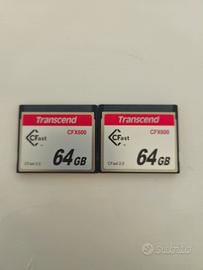 Transcend Transcend
CFX600 CFX600
CFast CFast
64GB 64GB
CFast 2.0 CFast 2.0
subito